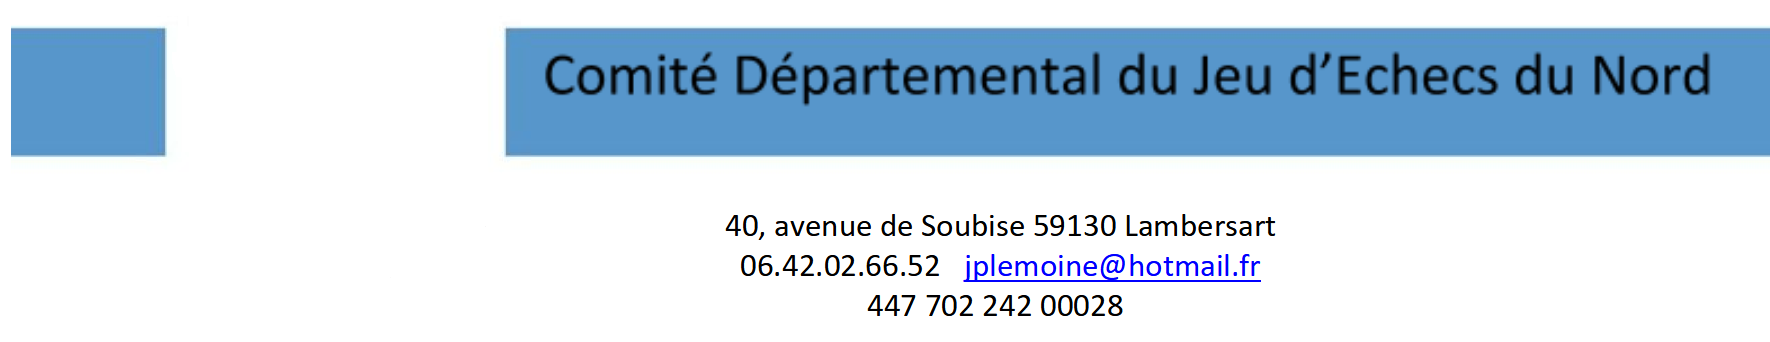 Comité Départemental du Jeu d’Echecs du Nord
40, avenue de Soubise 59130 Lambersart
06.42.02.66.52 jplemoine@hotmail.fr
447 702 242 00028